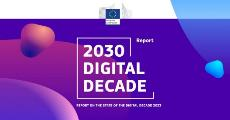 Report
2030
DIGITAL
DECADE
REPORT ON THE STATE OF THE DIGITAL DECADE 2023